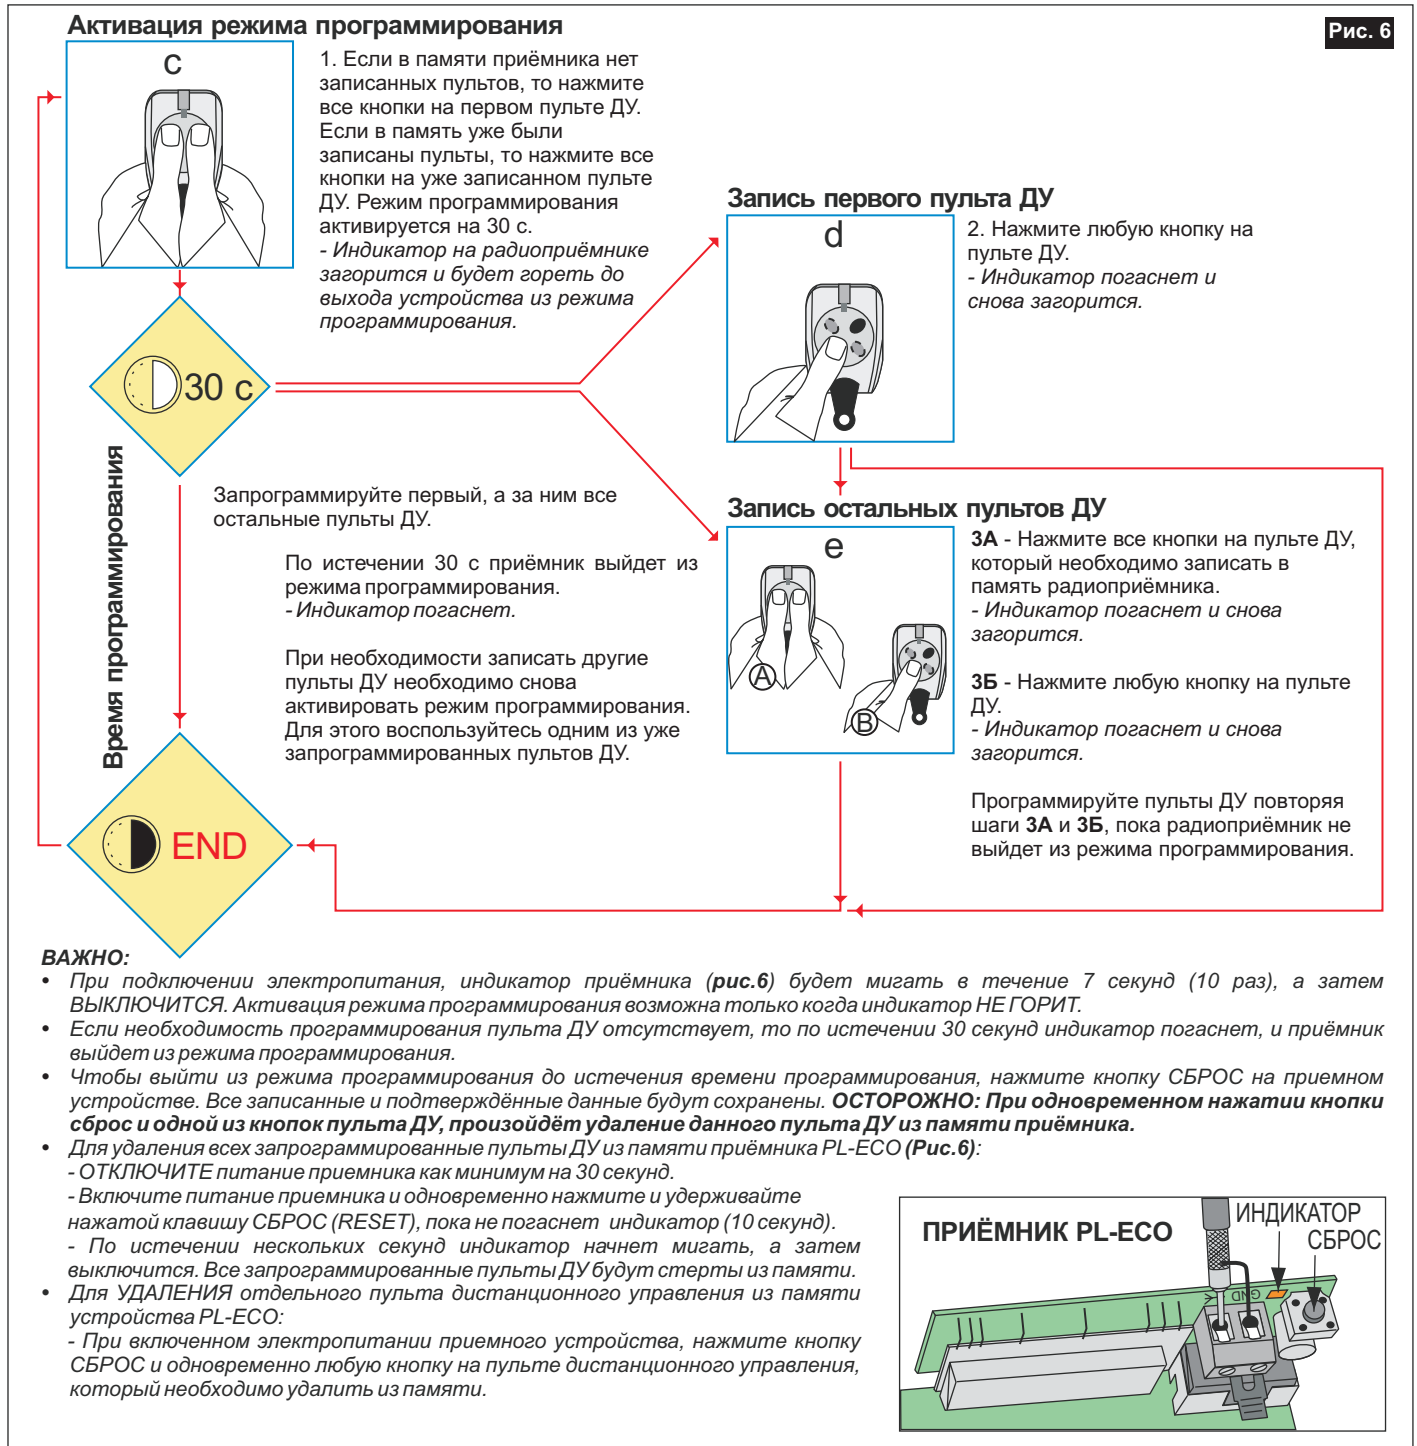 Активация режима программирования
Рис. 6
с
1. Если в памяти приёмника нет
записанных пультов, то нажмите
все кнопки на первом пульте ДУ.
Если в память уже были
записаны пульты, то нажмите все
кнопки на уже записанном пульте
ДУ. Режим программирования
активируется на 30 с.
- Индикатор на радиоприёмнике
загорится и будет гореть до
выхода устройства из режима
программирования.
30 с
Время программирования
Запись первого пульта ДУ
d
2. Нажмите любую кнопку на
пульте ДУ.
- Индикатор погаснет и
снова загорится.
Запрограммируйте первый, а за ним все
остальные пульты ДУ.
По истечении 30 с приёмник выйдет из
режима программирования.
- Индикатор погаснет.
При необходимости записать другие
пульты ДУ необходимо снова
активировать режим программирования.
Для этого воспользуйтесь одним из уже
запрограммированных пультов ДУ.
Запись остальных пультов ДУ
e
A
B
3А - Нажмите все кнопки на пульте ДУ,
который необходимо записать в
память радиоприёмника.
- Индикатор погаснет и снова
загорится.
3Б - Нажмите любую кнопку на пульте
ДУ.
- Индикатор погаснет и снова
загорится.
Программируйте пульты ДУ повторяя
шаги 3А и 3Б, пока радиоприёмник не
выйдет из режима программирования.
END
ВАЖНО:
• При подключении электропитания, индикатор приёмника (рис.6) будет мигать в течение 7 секунд (10 раз), а затем
ВЫКЛЮЧИТСЯ. Активация режима программирования возможна только когда индикатор НЕ ГОРИТ.
• Если необходимость программирования пульта ДУ отсутствует, то по истечении 30 секунд индикатор погаснет, и приёмник
выйдет из режима программирования.
• Чтобы выйти из режима программирования до истечения времени программирования, нажмите кнопку СБРОС на приемном
устройстве. Все записанные и подтверждённые данные будут сохранены. ОСТОРОЖНО: При одновременном нажатии кнопки
сброс и одной из кнопок пульта ДУ, произойдёт удаление данного пульта ДУ из памяти приёмника.
• Для удаления всех запрограммированные пульты ДУ из памяти приёмника PL-ECO (Рис.6):
- ОТКЛЮЧИТЕ питание приемника как минимум на 30 секунд.
- Включите питание приемника и одновременно нажмите и удерживайте
нажатой клавишу СБРОС (RESET), пока не погаснет индикатор (10 секунд).
- По истечении нескольких секунд индикатор начнет мигать, а затем
выключится. Все запрограммированные пульты ДУ будут стерты из памяти.
• Для УДАЛЕНИЯ отдельного пульта дистанционного управления из памяти
устройства PL-ECO:
- При включенном электропитании приемного устройства, нажмите кнопку
СБРОС и одновременно любую кнопку на пульте дистанционного управления,
который необходимо удалить из памяти.
ПРИЁМНИК PL-ECO
ИНДИКАТОР
СБРОС
GND